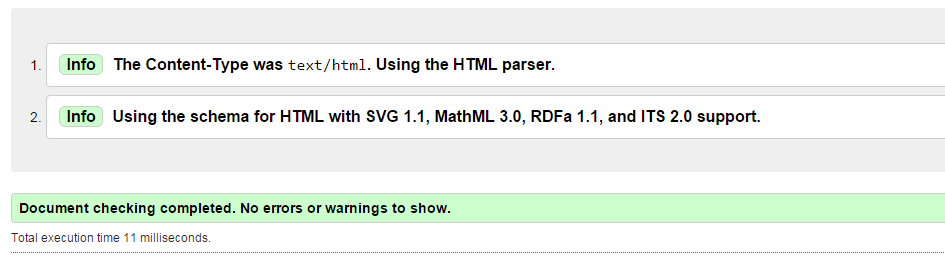 1. Info The Content-Type was text/html. Using the HTML parser.
2. Info Using the schema for HTML with SVG 1.1, MathML 3.0, RDFa 1.1, and ITS 2.0 support.
Document checking completed. No errors or warnings to show.
Total execution time 11 milliseconds.